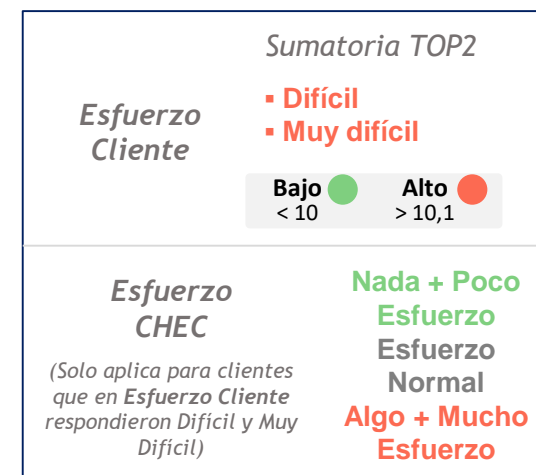 Sumatoria TOP2
Esfuerzo
Cliente
▪ Difícil
▪ Muy difícil
Bajo
< 10
Alto
> 10,1
Esfuerzo
CHEC
(Solo aplica para clientes
que en Esfuerzo Cliente
respondieron Difícil y Muy
Difícil)
Nada + Poco
Esfuerzo
Esfuerzo
Normal
Algo + Mucho
Esfuerzo